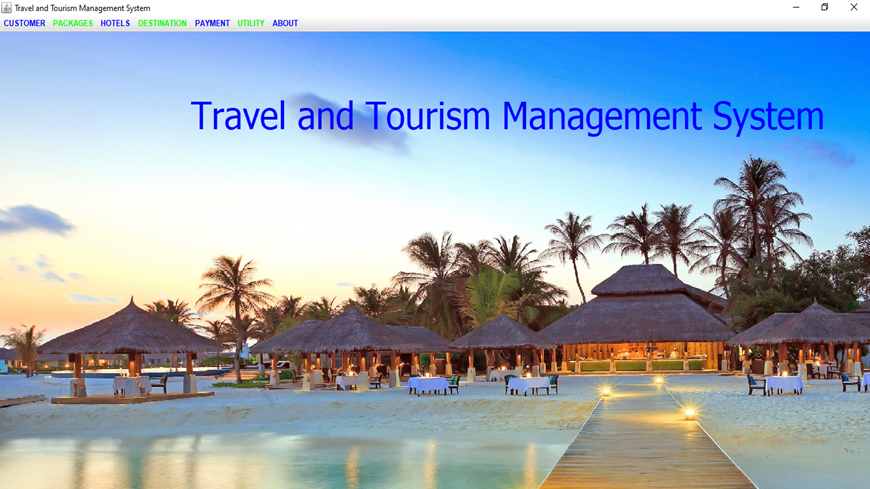 Travel and Tourism Management System
CUSTOMER PACKAGES HOTELS DESTINATION PAYMENT UTILITY ABOUT
Travel and Tourism Management System